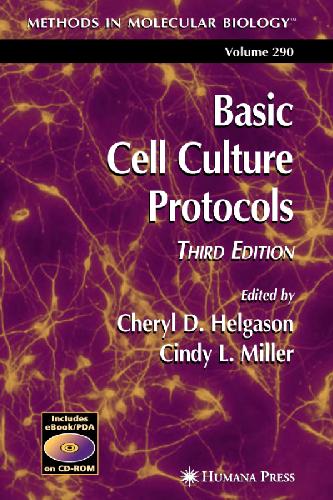 METHODS IN MOLECULAR BIOLOGY™
Volume 290
Basic
Cell Culture
Protocols
THIRD EDITION
Edited by
Cheryl D. Helgason
Cindy L. Miller
Includes
eBook/PDA
on CD-ROM
HUMANA PRESS